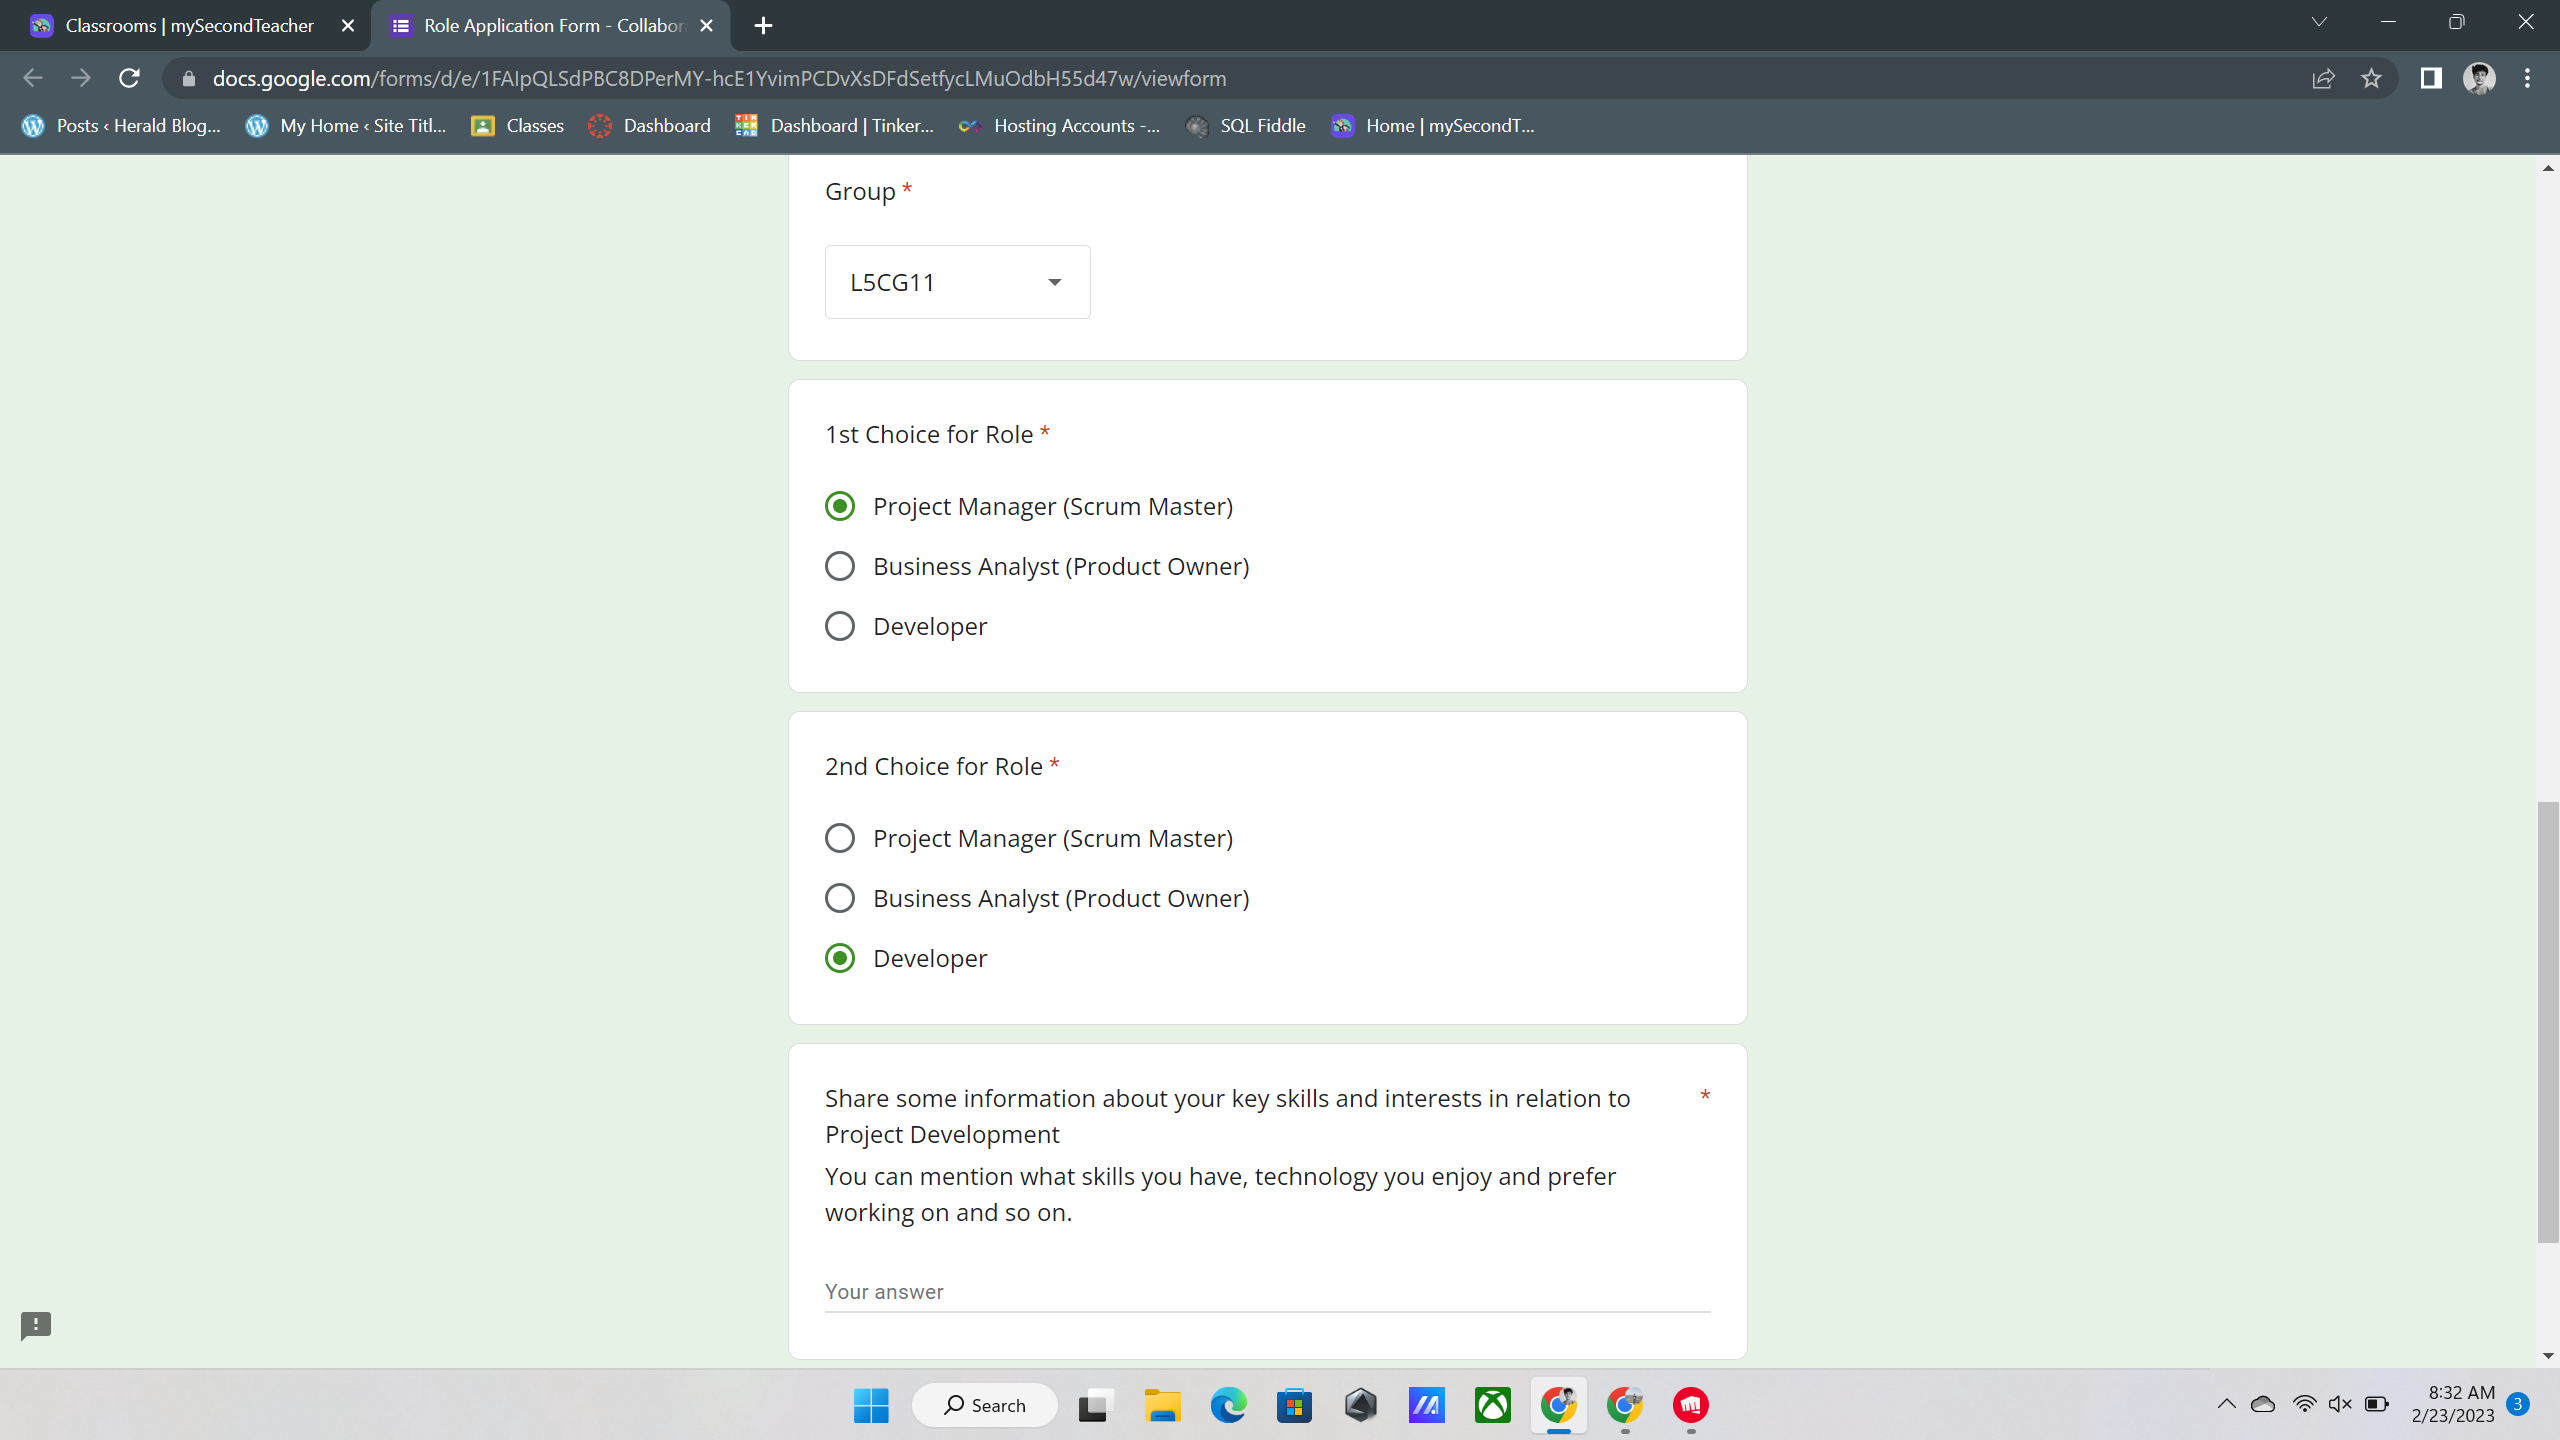 Classrooms | mySecondTeacher
Role Application Form - Collabor
docs.google.com/forms/d/e/1FAIpQLSdPBC8DPerMY-hcE1YvimPCDvXsDFdSetfycLMuOdbH55d47w/viewform
Posts ‹ Herald Blog...
My Home ‹ Site Titl...
Classes
Dashboard
Dashboard | Tinker...
Hosting Accounts -...
SQL Fiddle
Home | mySecondT...
Group *
L5CG11
1st Choice for Role *
Project Manager (Scrum Master)
Business Analyst (Product Owner)
Developer
2nd Choice for Role *
Project Manager (Scrum Master)
Business Analyst (Product Owner)
Developer
Share some information about your key skills and interests in relation to *
Project Development
You can mention what skills you have, technology you enjoy and prefer
working on and so on.
Your answer
Search
8:32 AM
2/23/2023
3